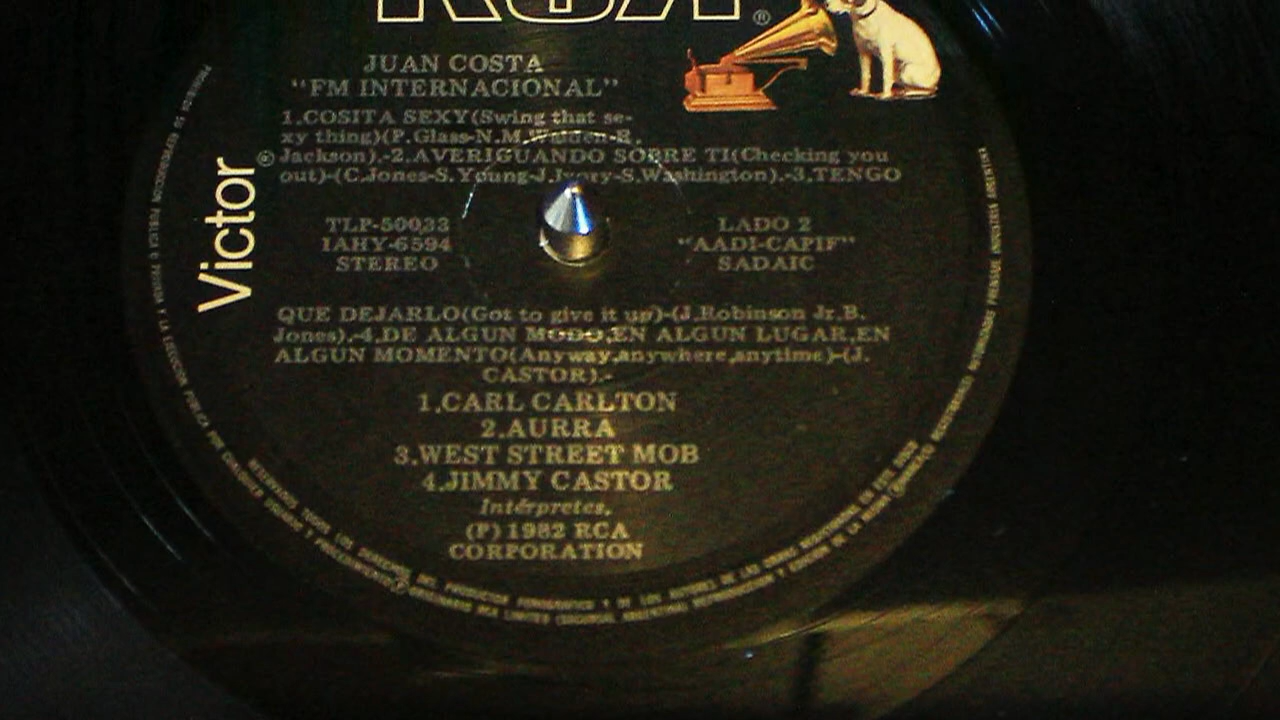 RCA ®
JUAN COSTA
"FM INTERNACIONAL"
1.COSITA SEXY(Swing that se-
xy thing)(P.Glass-N.M.Walden-R.
Jackson).-2.AVERIGUANDO SOBRE TI(Checking you
out)-(C.Jones-S.Young-J.Ivory-S.Washington).-3.TENGO
Victor ®
TLP-50033
IAHY-6594
STEREO
LADO 2
"AADI-CAPIF"
SADAIC
QUE DEJARLO(Got to give it up)-(J.Robinson Jr.B.
Jones).-4.DE ALGUN MODO,EN ALGUN LUGAR,EN
ALGUN MOMENTO(Anyway,anywhere,anytime)-(J.
CASTOR).-
1.CARL CARLTON
2.AURRA
3.WEST STREET MOB
4.JIMMY CASTOR
Intérpretes.
(P) 1982 RCA
CORPORATION